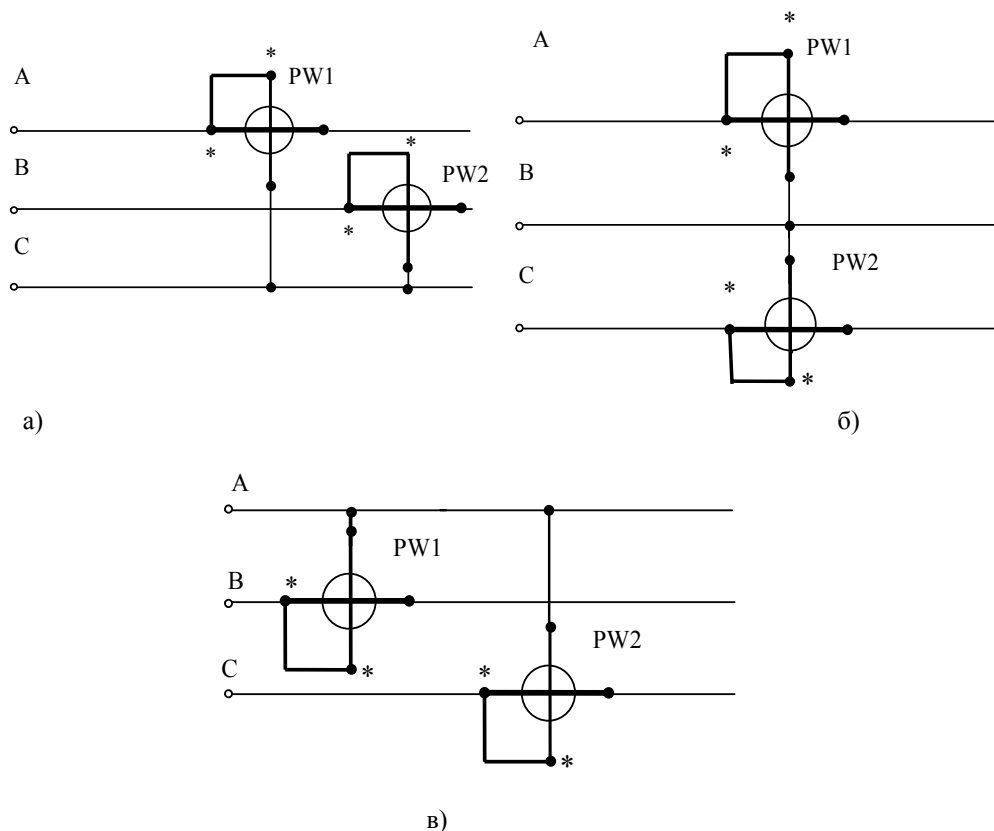 * *
A PW1 A PW1
* *
B * PW2 B
*
C PW2
C *
*
а) б)
A
PW1
*
B
PW2
C * *
*
в)